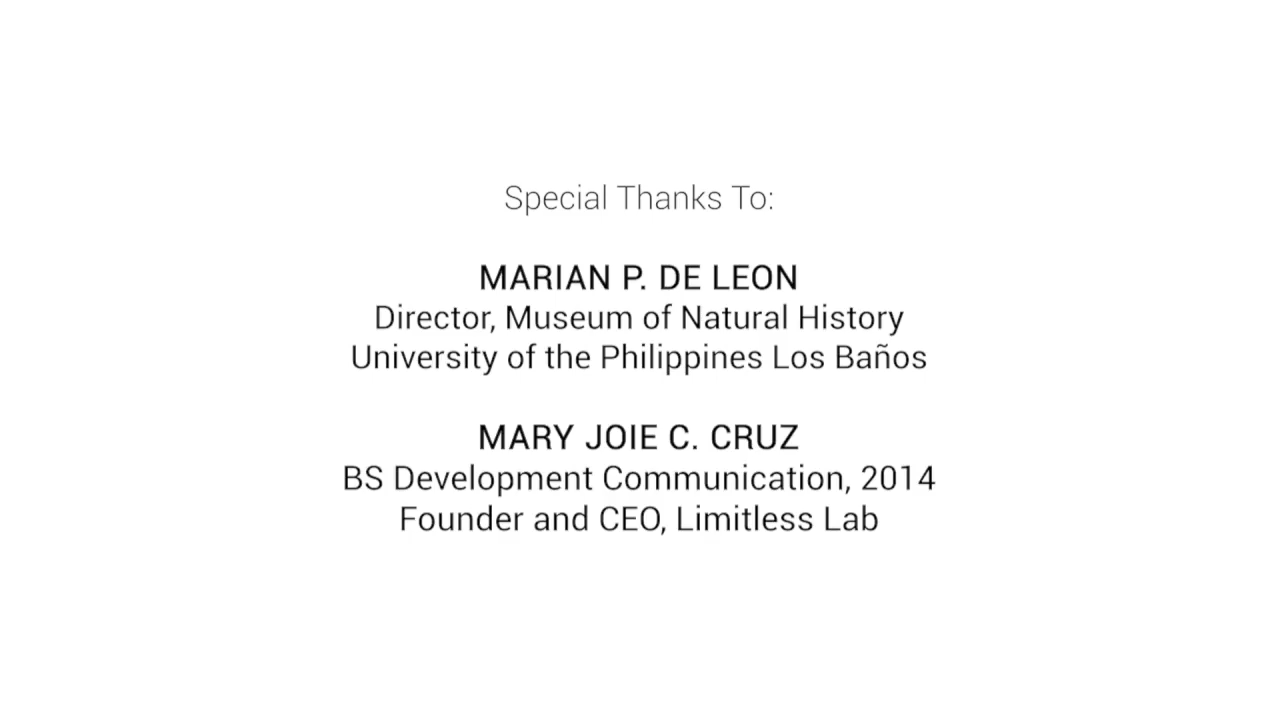 Special Thanks To:
MARIAN P. DE LEON
Director, Museum of Natural History
University of the Philippines Los Baños
MARY JOIE C. CRUZ
BS Development Communication, 2014
Founder and CEO, Limitless Lab